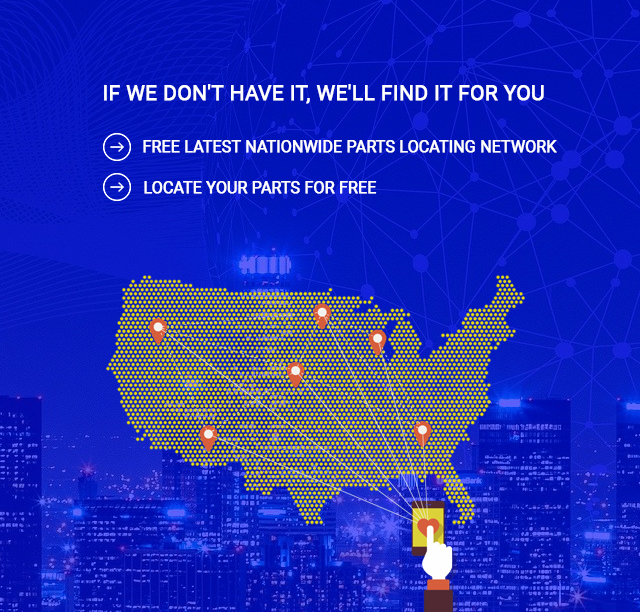 IF WE DON'T HAVE IT, WE'LL FIND IT FOR YOU
FREE LATEST NATIONWIDE PARTS LOCATING NETWORK
LOCATE YOUR PARTS FOR FREE